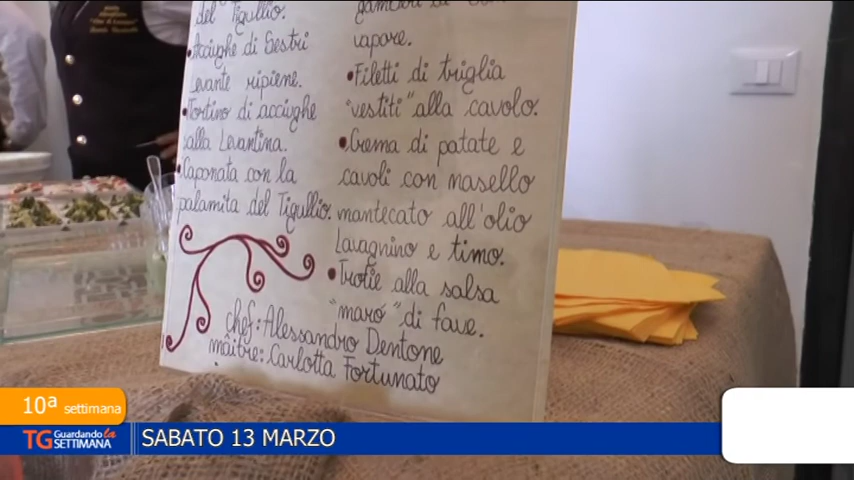 del Tigullio.
•Acciughe di Sestri
Levante ripiene.
•Tortino di acciughe
alla Levantina.
•Caponata con la
palamita del Tigullio.
vapore.
•Filetti di triglia
"vestiti" alla cavolo.
•Crema di patate e
cavoli con nasello
mantecato all'olio
Lavagnino e timo.
•Trofie alla salsa
"marò" di fave.
chef: Alessandro Dentone
mâitre: Carlotta Fortunato
10ª settimana
TG Guardando la SETTIMANA
SABATO 13 MARZO